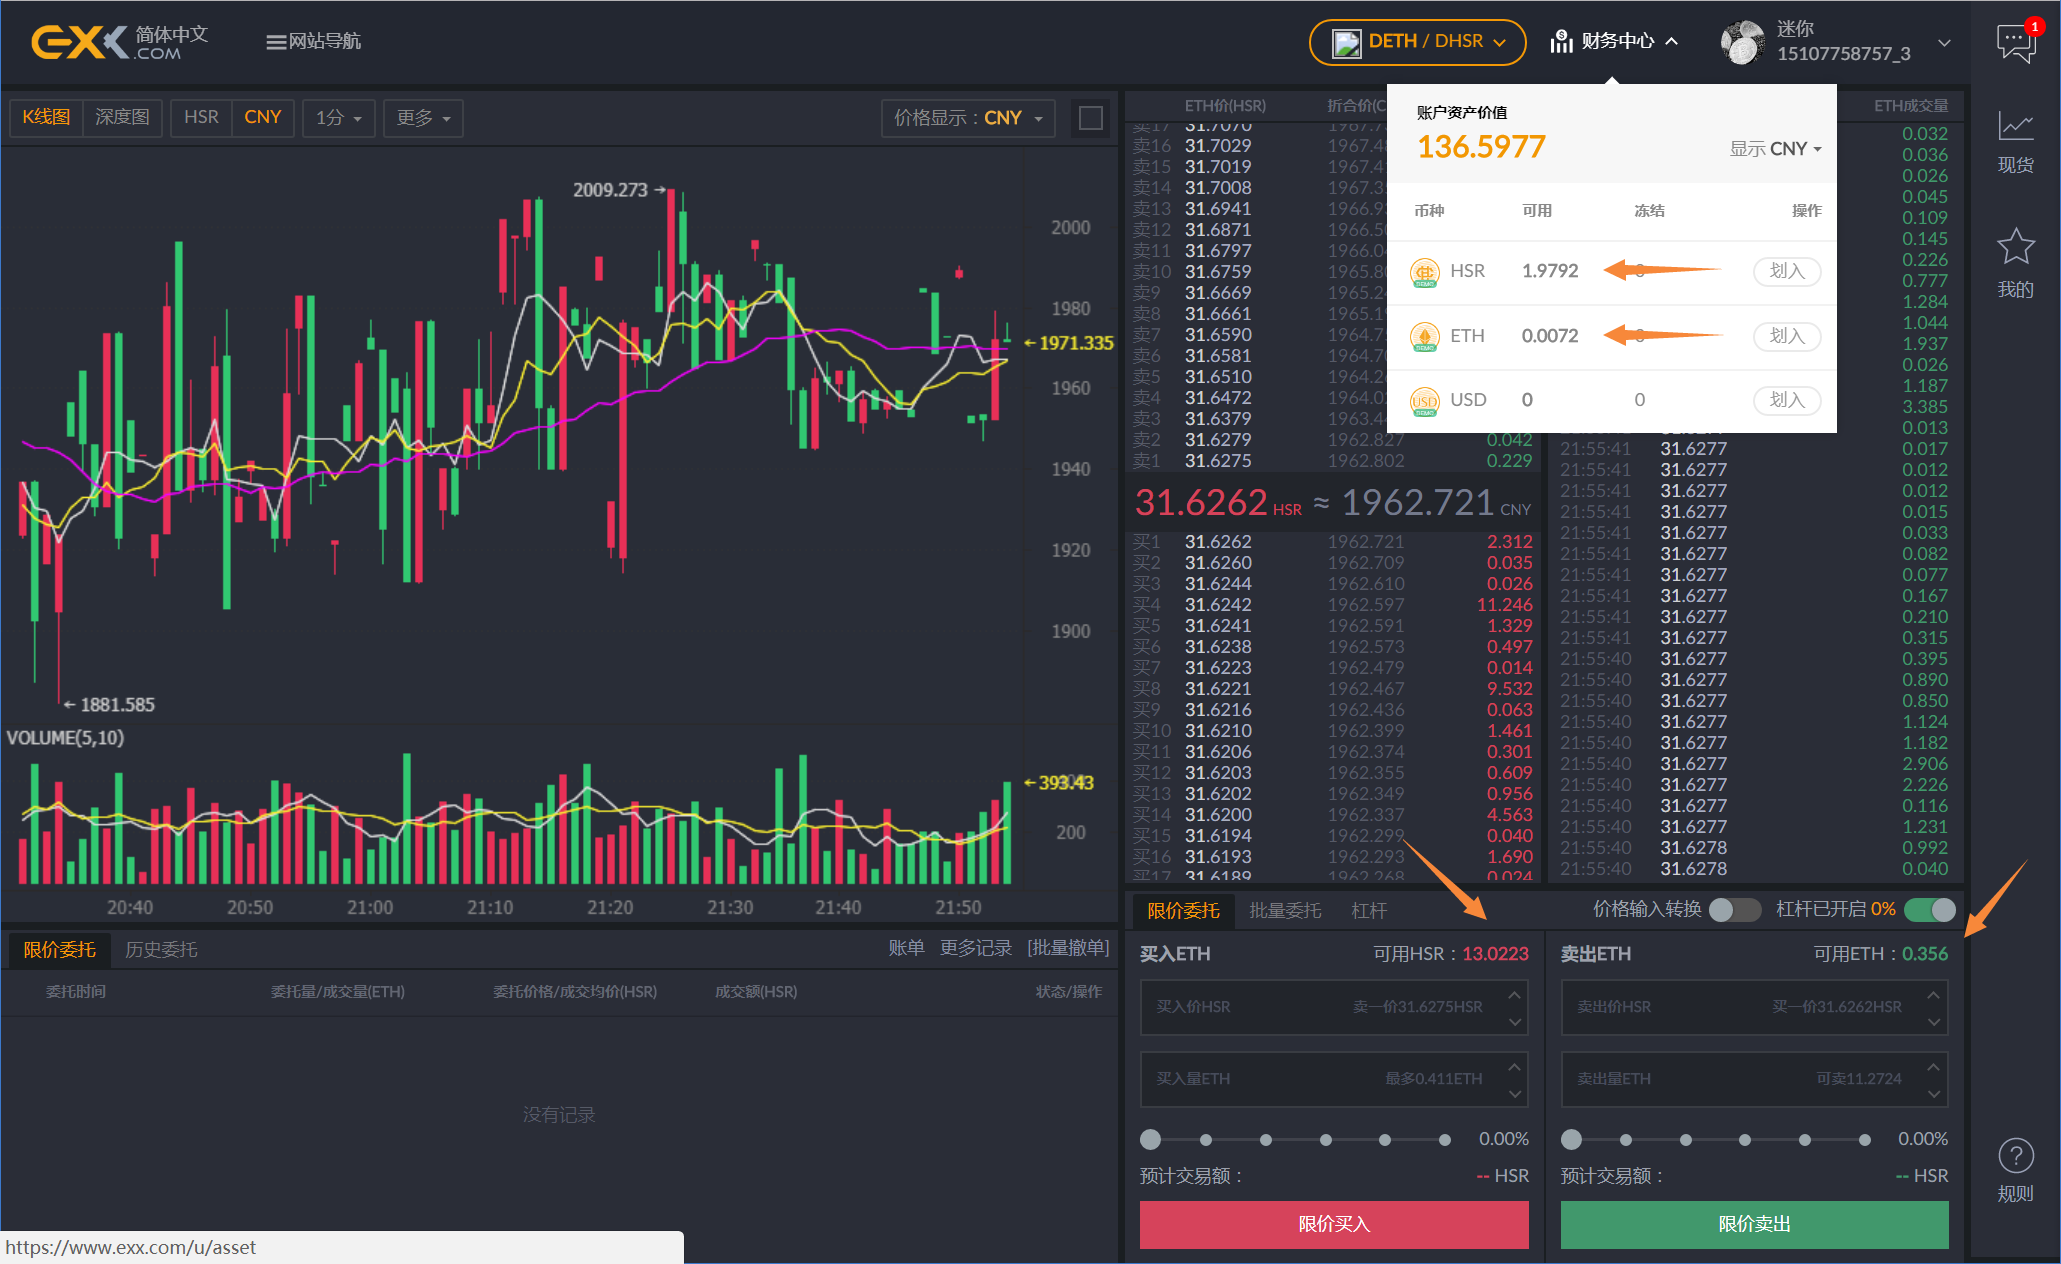 EXX 简体中文
.COM
网站导航
DETH / DHSR
财务中心
迷你
15107758757_3
1
K线图 深度图 HSR CNY 1分 更多
价格显示：CNY
2009.273
1881.585
2000
1980
1971.335
1960
1940
1920
1900
VOLUME(5,10)
393.43
200
20:40 20:50 21:00 21:10 21:20 21:30 21:40 21:50
限价委托 历史委托
账单 更多记录 [批量撤单]
委托时间 委托量/成交量(ETH) 委托价格/成交均价(HSR) 成交额(HSR) 状态/操作
没有记录
https://www.exx.com/u/asset
ETH价(HSR) 折合价(C
卖17 31.7070 1967.7
卖16 31.7029 1967.4
卖15 31.7019 1967.4
卖14 31.7008 1967.3
卖13 31.6941 1966.9
卖12 31.6871 1966.5
卖11 31.6797 1966.0
卖10 31.6759 1965.8
卖9 31.6669 1965.2
卖8 31.6661 1965.1
卖7 31.6590 1964.7
卖6 31.6581 1964.7
卖5 31.6510 1964.2
卖4 31.6472 1964.0
卖3 31.6379 1963.4
卖2 31.6279 1962.827 0.042
卖1 31.6275 1962.802 0.229
31.6262 HSR ≈ 1962.721 CNY
买1 31.6262 1962.721 2.312
买2 31.6260 1962.709 0.035
买3 31.6244 1962.610 0.026
买4 31.6242 1962.597 11.246
买5 31.6241 1962.591 1.329
买6 31.6238 1962.573 0.497
买7 31.6223 1962.479 0.014
买8 31.6221 1962.467 9.532
买9 31.6216 1962.436 0.063
买10 31.6210 1962.399 1.461
买11 31.6206 1962.374 0.301
买12 31.6203 1962.355 0.609
买13 31.6202 1962.349 0.956
买14 31.6200 1962.337 4.563
买15 31.6194 1962.299 0.040
买16 31.6193 1962.293 1.690
买17 31.6189 1962.268 0.024
账户资产价值
136.5977
显示 CNY
币种 可用 冻结 操作
HSR 1.9792 0 划入
ETH 0.0072 0 划入
USD 0 0 划入
ETH成交量
0.032
0.036
0.026
0.045
0.109
0.145
0.226
0.777
1.284
1.044
1.937
0.026
1.187
3.385
0.013
21:55:41 31.6277 0.017
21:55:41 31.6277 0.012
21:55:41 31.6277 0.012
21:55:41 31.6277 0.015
21:55:41 31.6277 0.033
21:55:41 31.6277 0.082
21:55:41 31.6277 0.077
21:55:41 31.6277 0.167
21:55:41 31.6277 0.210
21:55:41 31.6277 0.315
21:55:40 31.6277 0.395
21:55:40 31.6277 0.890
21:55:40 31.6277 0.850
21:55:40 31.6277 1.124
21:55:40 31.6277 1.182
21:55:40 31.6277 2.906
21:55:40 31.6277 2.226
21:55:40 31.6277 0.116
21:55:40 31.6277 1.231
21:55:40 31.6278 0.992
21:55:40 31.6278 0.040
限价委托 批量委托 杠杆
价格输入转换 杠杆已开启 0%
买入ETH 可用HSR：13.0223
买入价HSR 卖一价31.6275HSR
买入量ETH 最多0.411ETH
0.00%
预计交易额： -- HSR
限价买入
卖出ETH 可用ETH：0.356
卖出价HSR 买一价31.6262HSR
卖出量ETH 可卖11.2724
0.00%
预计交易额： -- HSR
限价卖出
现货
我的
?
规则